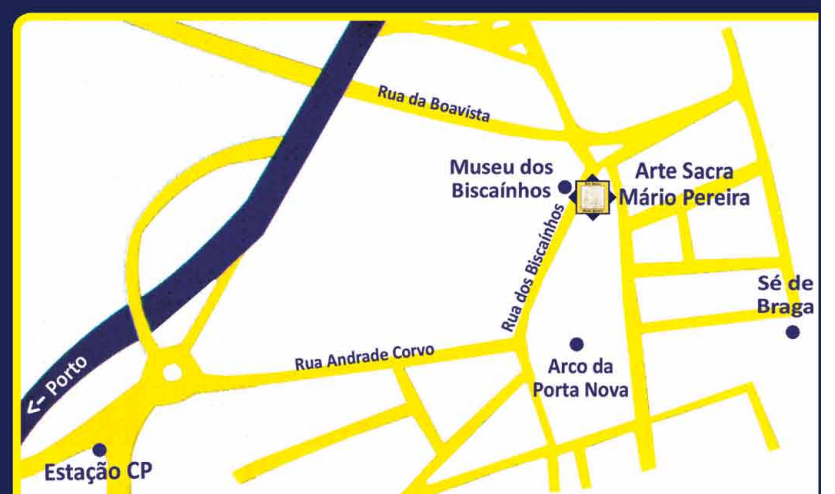 Rua da Boavista
Museu dos
Biscaínhos
Arte Sacra
Mário Pereira
Rua dos Biscaínhos
Sé de
Braga
Rua Andrade Corvo
Arco da
Porta Nova
<- Porto
Estação CP